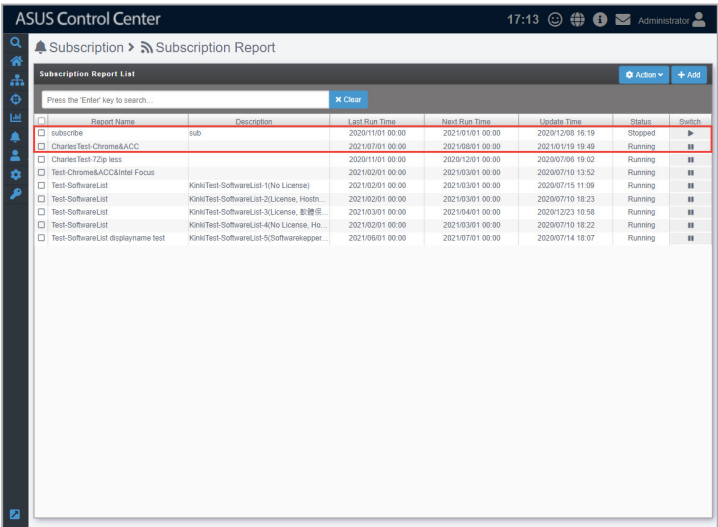 ASUS Control Center 17:13 Administrator
Subscription > Subscription Report
Subscription Report List Action + Add
Press the 'Enter' key to search... × Clear
Report Name Description Last Run Time Next Run Time Update Time Status Switch
subscribe sub 2020/11/01 00:00 2021/01/01 00:00 2020/12/08 16:19 Stopped
CharlesTest-Chrome&ACC 2021/07/01 00:00 2021/08/01 00:00 2021/01/19 19:49 Running
CharlesTest-7Zip less 2020/11/01 00:00 2020/12/01 00:00 2020/07/06 19:02 Running
Test-Chrome&ACC&Intel Focus 2021/02/01 00:00 2021/03/01 00:00 2020/07/10 13:52 Running
Test-SoftwareList KinkiTest-SoftwareList-1(No License) 2021/02/01 00:00 2021/03/01 00:00 2020/07/15 11:09 Running
Test-SoftwareList KinkiTest-SoftwareList-2(License, Hostn... 2021/02/01 00:00 2021/03/01 00:00 2020/07/10 18:23 Running
Test-SoftwareList KinkiTest-SoftwareList-3(License, 軟體保... 2021/03/01 00:00 2021/04/01 00:00 2020/12/23 10:58 Running
Test-SoftwareList KinkiTest-SoftwareList-4(No License, Ho... 2021/02/01 00:00 2021/03/01 00:00 2020/07/10 18:22 Running
Test-SoftwareList displayname test KinkiTest-SoftwareList-5(Softwarekepper... 2021/06/01 00:00 2021/07/01 00:00 2020/07/14 18:07 Running